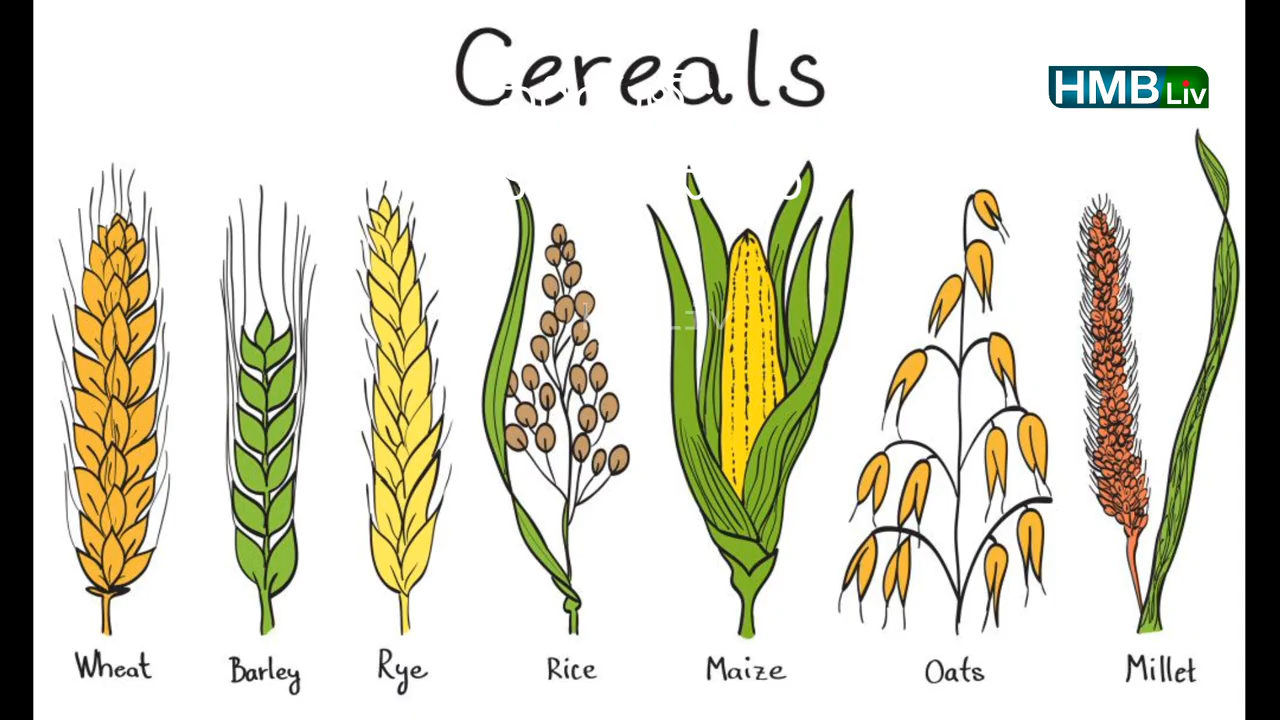 Cereals
HMB Liv
Wheat
Barley
Rye
Rice
Maize
Oats
Millet